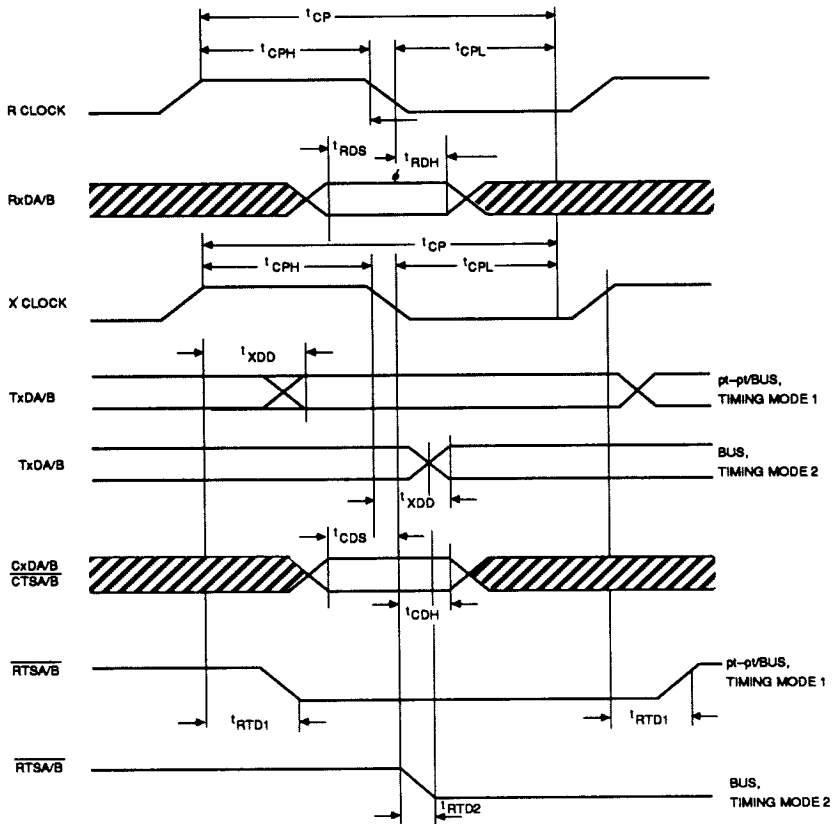 tCP
tCPH
tCPL
R CLOCK
tRDS
tRDH
RxDA/B
tCP
tCPH
tCPL
X CLOCK
tXDD
TxDA/B
pt-pt/BUS,
TIMING MODE 1
TxDA/B
BUS,
TIMING MODE 2
tXDD
tCDS
CxDA/B
CTSA/B
tCDH
RTSA/B
pt-pt/BUS,
TIMING MODE 1
tRTD1
tRTD1
RTSA/B
BUS,
TIMING MODE 2
tRTD2